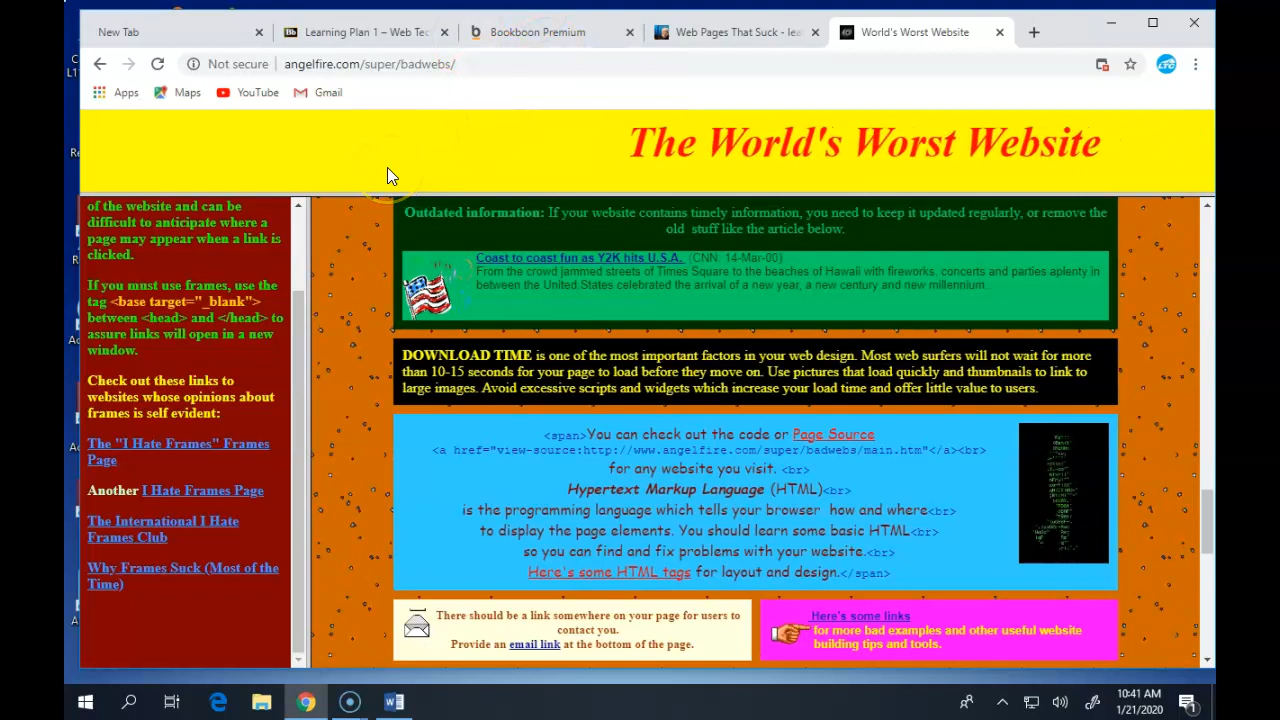 New Tab
Learning Plan 1 – Web Tec
Bookboon Premium
Web Pages That Suck - lea
World's Worst Website
Not secure
angelfire.com/super/badwebs/
LTC
Apps
Maps
YouTube
Gmail
The World's Worst Website
of the website and can be
difficult to anticipate where a
page may appear when a link is
clicked.
If you must use frames, use the
tag <base target="_blank">
between <head> and </head> to
assure links will open in a new
window.
Check out these links to
websites whose opinions about
frames is self evident:
The "I Hate Frames" Frames
Page
Another I Hate Frames Page
The International I Hate
Frames Club
Why Frames Suck (Most of the
Time)
Outdated information: If your website contains timely information, you need to keep it updated regularly, or remove the
old stuff like the article below.
Coast to coast fun as Y2K hits U.S.A. (CNN: 14-Mar-00)
From the crowd jammed streets of Times Square to the beaches of Hawaii with fireworks. concerts and parties aplenty in
between the United States celebrated the arrival of a new year, a new century and new millennium.
DOWNLOAD TIME is one of the most important factors in your web design. Most web surfers will not wait for more
than 10-15 seconds for your page to load before they move on. Use pictures that load quickly and thumbnails to link to
large images. Avoid excessive scripts and widgets which increase your load time and offer little value to users.
<span>You can check out the code or Page Source
<a href="view-source:http://www.angelfire.com/super/badwebs/main.htm"</a><br>
for any website you visit. <br>
Hypertext Markup Language (HTML)<br>
is the programming language which tells your browser how and where<br>
to display the page elements. You should learn some basic HTML<br>
so you can find and fix problems with your website.<br>
Here's some HTML tags for layout and design.</span>
There should be a link somewhere on your page for users to
contact you.
Provide an email link at the bottom of the page.
Here's some links
for more bad examples and other useful website
building tips and tools.
10:41 AM
1/21/2020
1